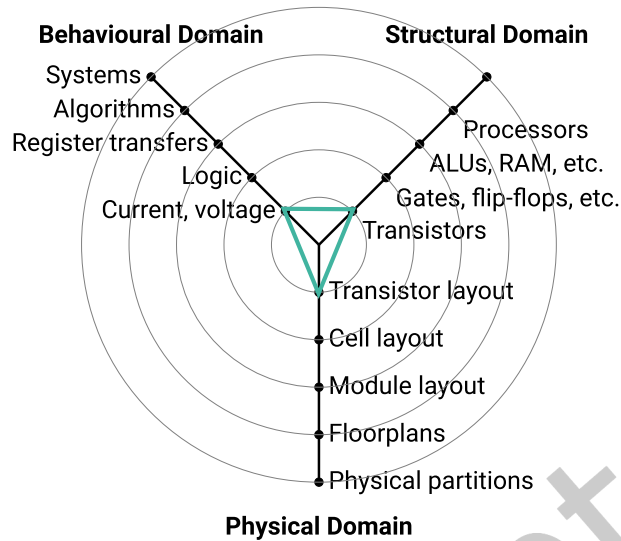 Behavioural Domain
Structural Domain
Systems
Algorithms
Register transfers
Logic
Current, voltage
Processors
ALUs, RAM, etc.
Gates, flip-flops, etc.
Transistors
Transistor layout
Cell layout
Module layout
Floorplans
Physical partitions
Physical Domain